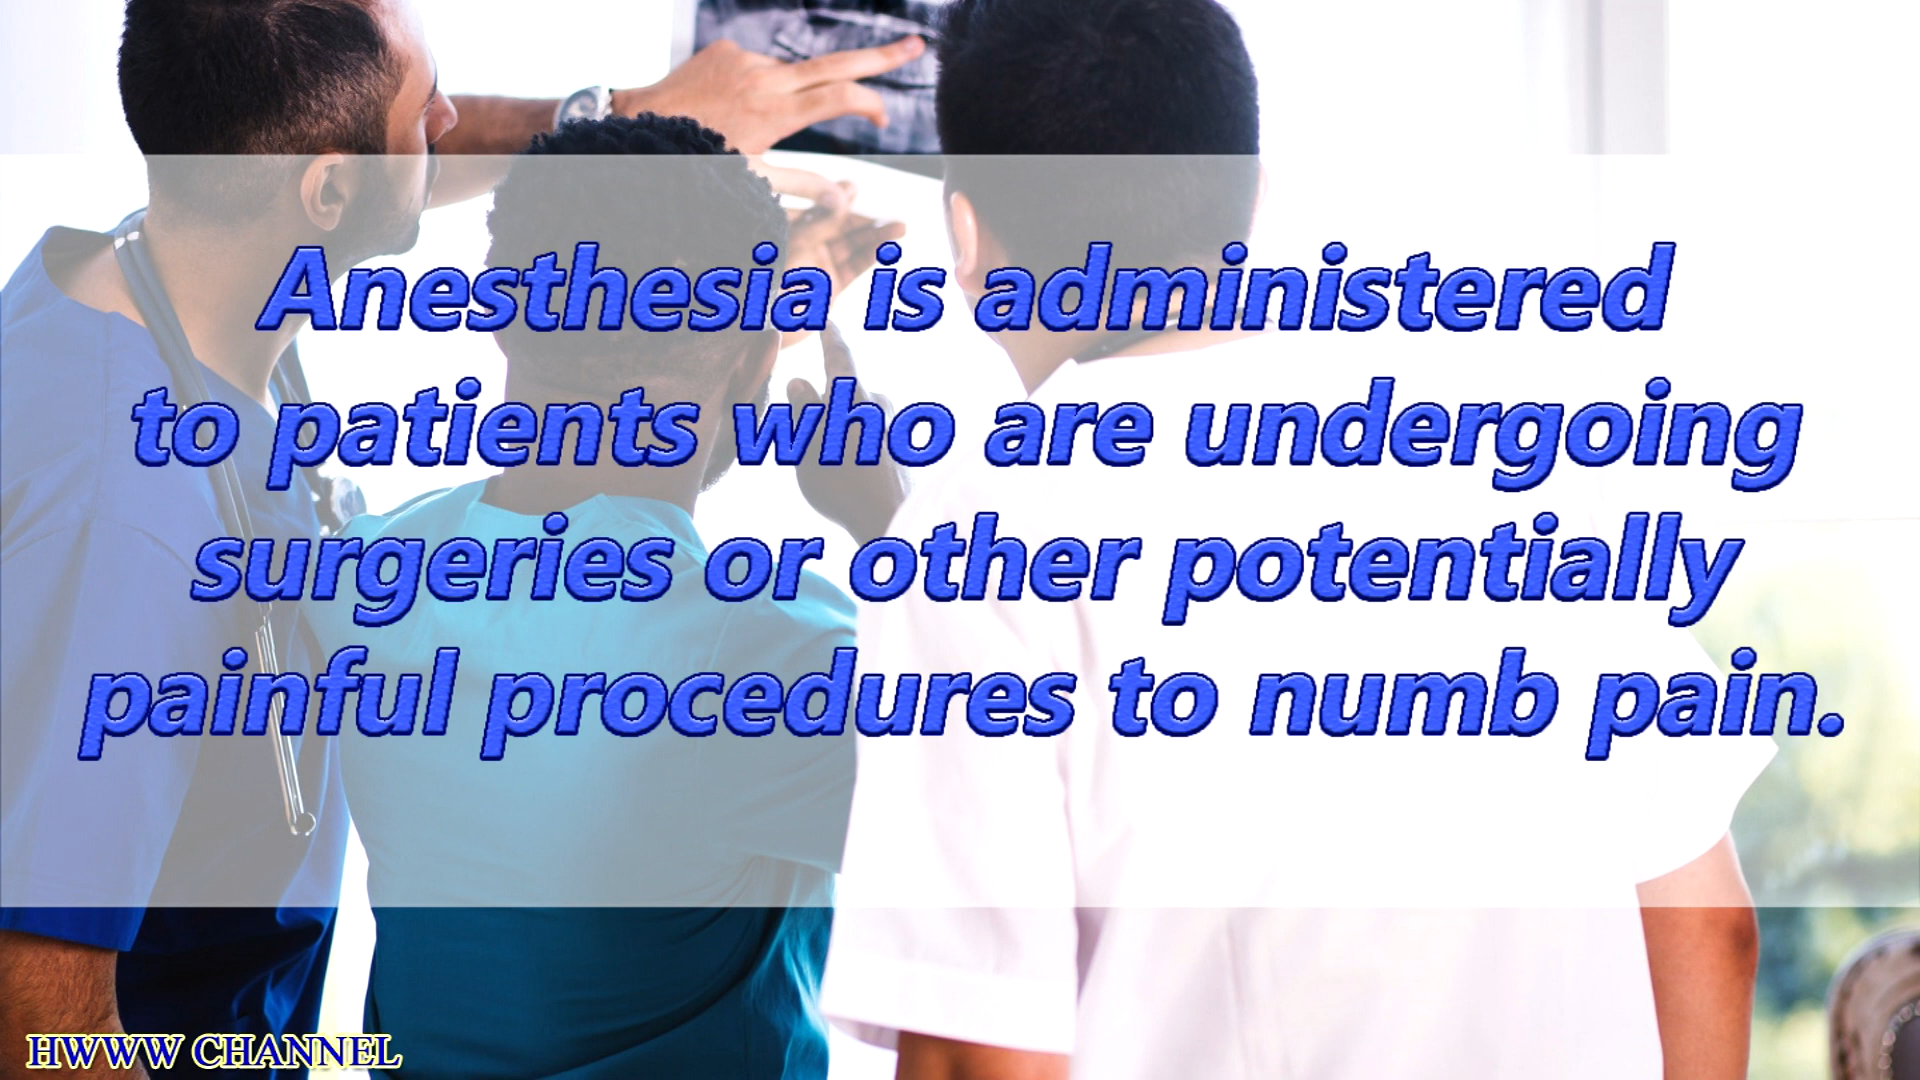 Anesthesia is administered
to patients who are undergoing
surgeries or other potentially
painful procedures to numb pain.
HWWW CHANNEL